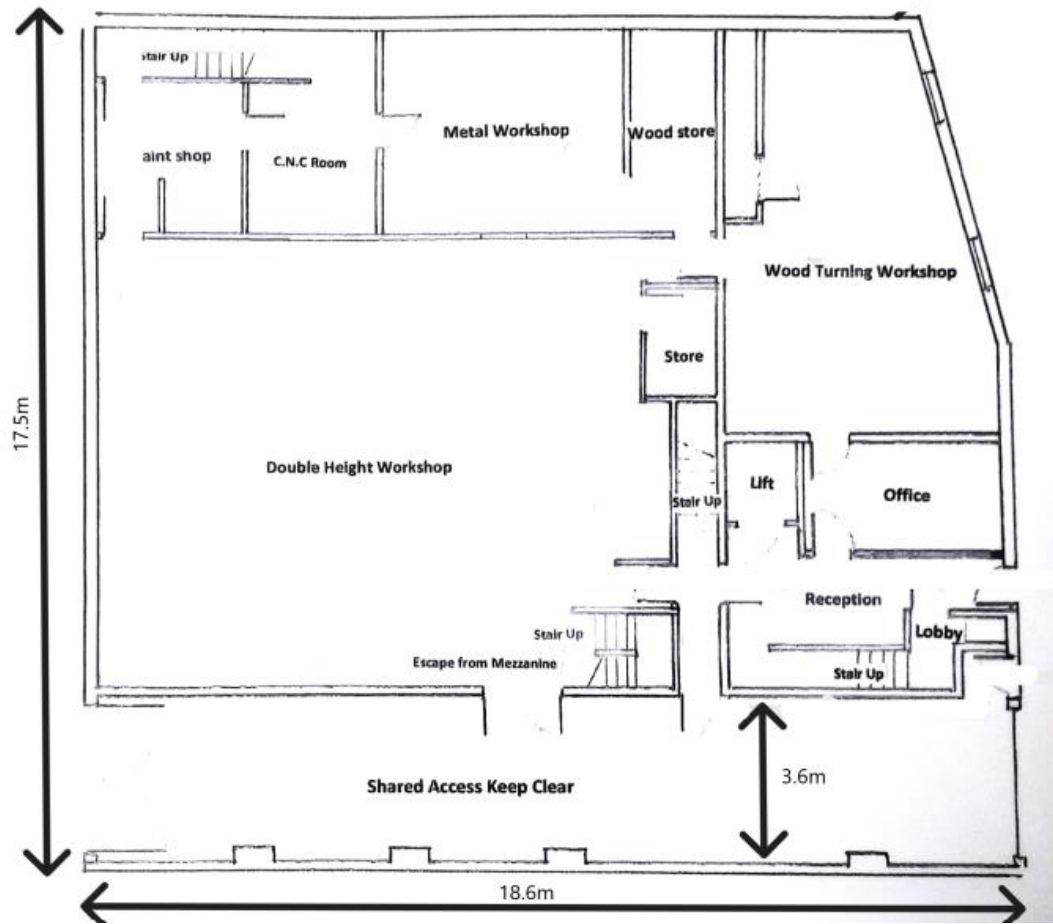 Stair Up
Metal Workshop
Wood store
aint shop
C.N.C Room
Wood Turning Workshop
Store
17.5m
Double Height Workshop
Lift
Office
Stair Up
Reception
Stair Up
Lobby
Escape from Mezzanine
Stair Up
Shared Access Keep Clear
3.6m
18.6m